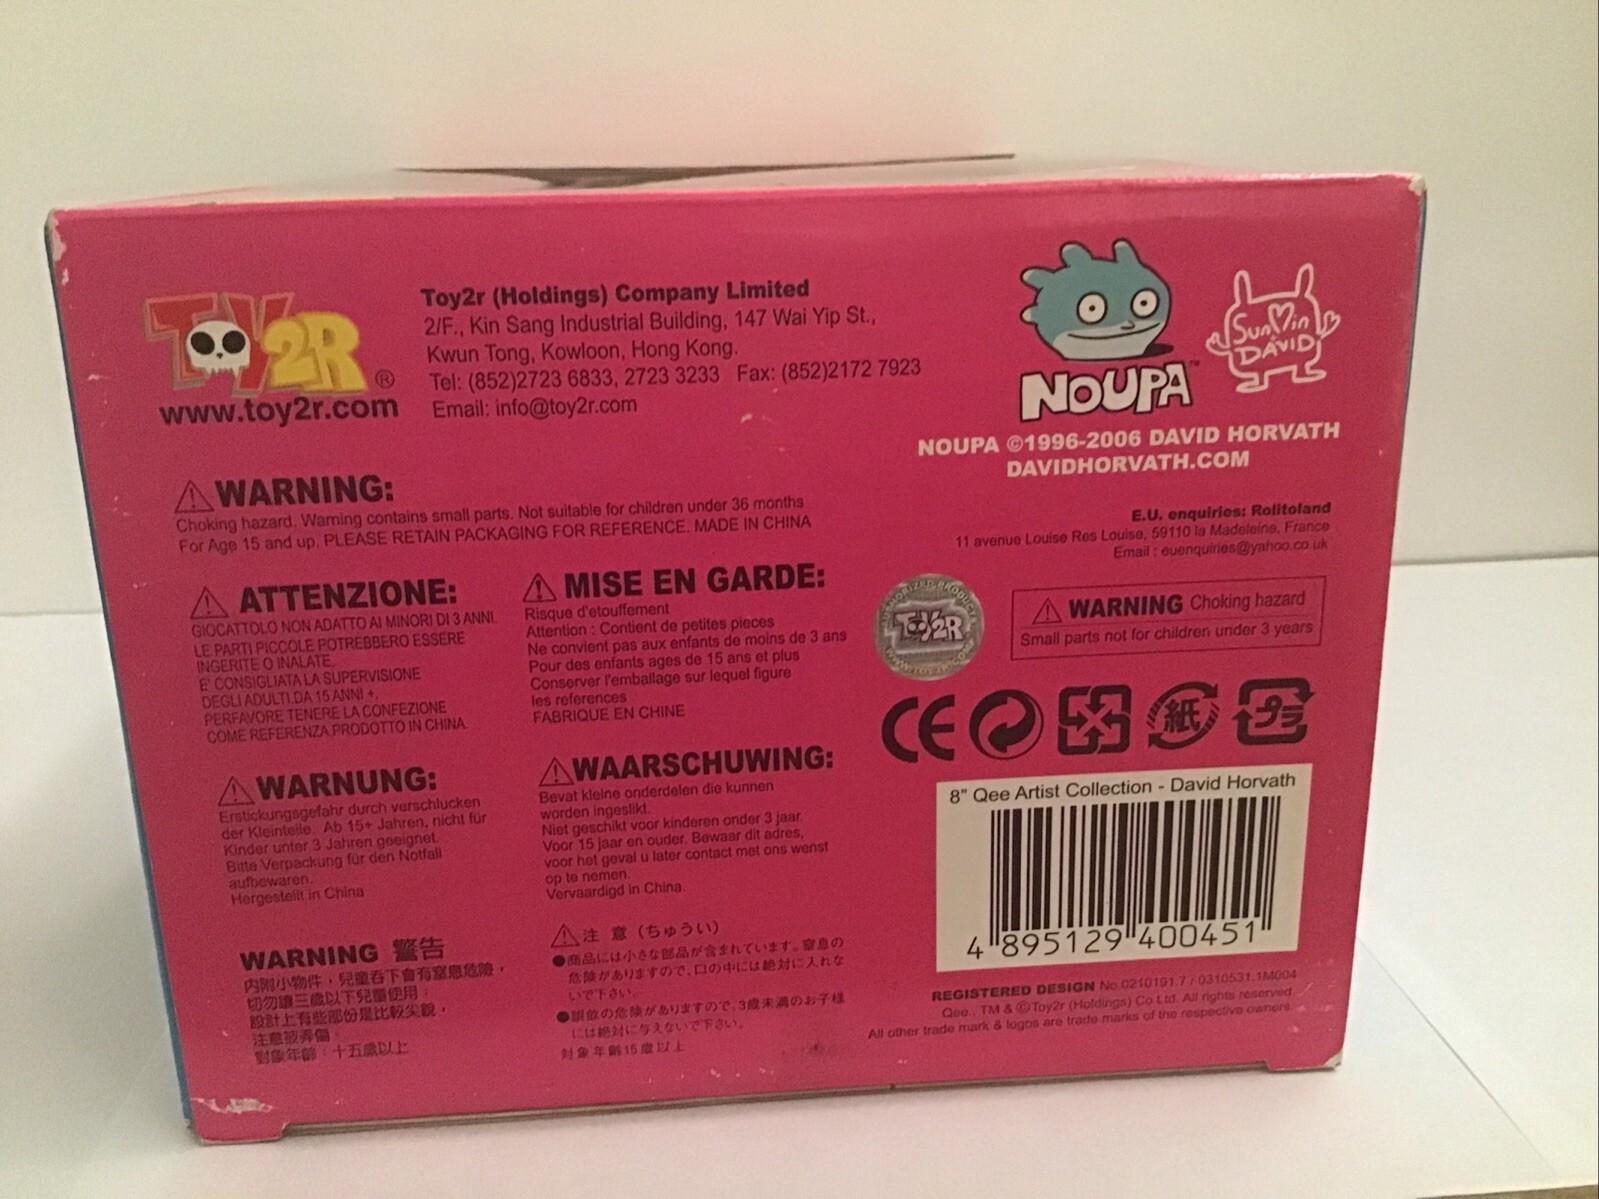 TOY2R ®
www.toy2r.com
Toy2r (Holdings) Company Limited
2/F., Kin Sang Industrial Building, 147 Wai Yip St.,
Kwun Tong, Kowloon, Hong Kong.
Tel: (852)2723 6833, 2723 3233 Fax: (852)2172 7923
Email: info@toy2r.com
NOUPA™
SunMin
DAVID
NOUPA ©1996-2006 DAVID HORVATH
DAVIDHORVATH.COM
WARNING:
Choking hazard. Warning contains small parts. Not suitable for children under 36 months
For Age 15 and up. PLEASE RETAIN PACKAGING FOR REFERENCE. MADE IN CHINA
E.U. enquiries: Rolitoland
11 avenue Louise Res Louise, 59110 la Madeleine, France
Email : euenquiries@yahoo.co.uk
ATTENZIONE:
GIOCATTOLO NON ADATTO AI MINORI DI 3 ANNI.
LE PARTI PICCOLE POTREBBERO ESSERE
INGERITE O INALATE.
E' CONSIGLIATA LA SUPERVISIONE
DEGLI ADULTI.DA 15 ANNI +.
PERFAVORE TENERE LA CONFEZIONE
COME REFERENZA.PRODOTTO IN CHINA.
MISE EN GARDE:
Risque d'etouffement
Attention : Contient de petites pieces
Ne convient pas aux enfants de moins de 3 ans
Pour des enfants ages de 15 ans et plus
Conserver l'emballage sur lequel figure
les references
FABRIQUE EN CHINE
TOY2R
WARNING Choking hazard
Small parts not for children under 3 years
CE
紙
プラ
WARNUNG:
Erstickungsgefahr durch verschlucken
der Kleinteile. Ab 15+ Jahren, nicht für
Kinder unter 3 Jahren geeignet.
Bitte Verpackung für den Notfall
aufbewaren.
Hergestellt in China
WAARSCHUWING:
Bevat kleine onderdelen die kunnen
worden ingeslikt.
Niet geschikt voor kinderen onder 3 jaar.
Voor 15 jaar en ouder. Bewaar dit adres,
voor het geval u later contact met ons wenst
op te nemen.
Vervaardigd in China.
8" Qee Artist Collection - David Horvath
4 895129 400451
WARNING 警告
內附小物件，兒童吞下會有窒息危險，
切勿讓三歲以下兒童使用；
設計上有些部份是比較尖銳，
注意被弄傷。
對象年齡：十五歲以上
注 意（ちゅうい）
●商品には小さな部品が含まれています。窒息の
危険がありますので、口の中には絶対に入れな
いで下さい。
●誤飲の危険がありますので、3歳未満のお子様
には絶対に与えないで下さい。
対象年齢15歳以上
REGISTERED DESIGN No.0210191.7 / 0310531.1M004
Qee., TM & ©Toy2r (Holdings) Co Ltd. All rights reserved.
All other trade mark & logos are trade marks of the respective owners.